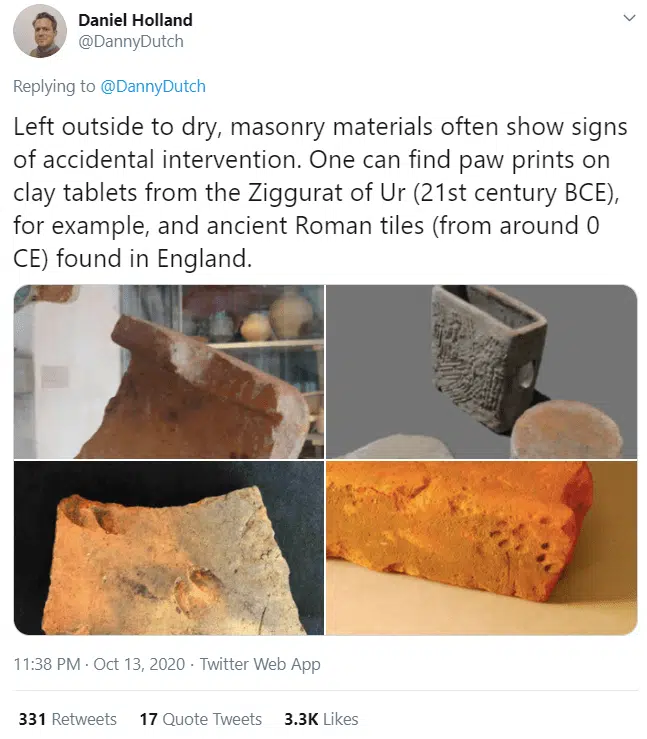 Daniel Holland
@DannyDutch
Replying to @DannyDutch
Left outside to dry, masonry materials often show signs
of accidental intervention. One can find paw prints on
clay tablets from the Ziggurat of Ur (21st century BCE),
for example, and ancient Roman tiles (from around 0
CE) found in England.
11:38 PM · Oct 13, 2020 · Twitter Web App
331 Retweets 17 Quote Tweets 3.3K Likes